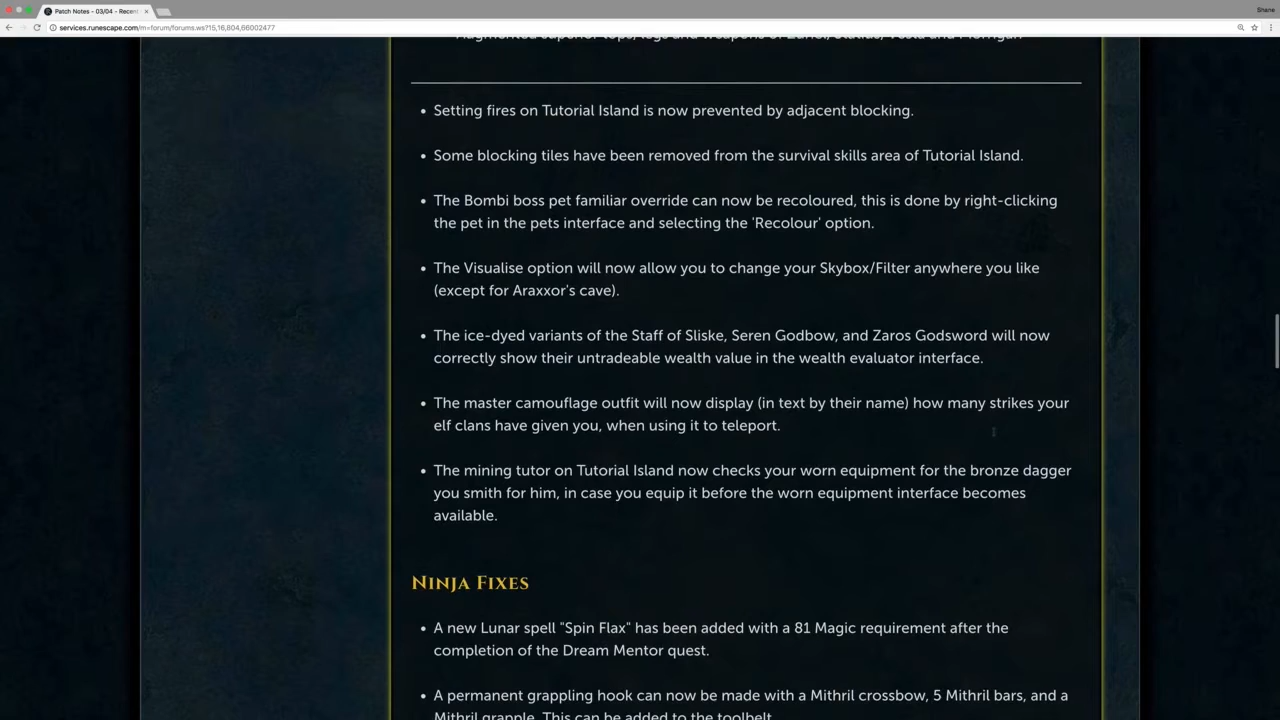 Patch Notes - 03/04 - Recen
Shane
services.runescape.com/m=forum/forums.ws?15,16,804,66002477
Augmented superior tops, legs and weapons of Zuriel, Statius, Vesta and Morrigan
• Setting fires on Tutorial Island is now prevented by adjacent blocking.
• Some blocking tiles have been removed from the survival skills area of Tutorial Island.
• The Bombi boss pet familiar override can now be recoloured, this is done by right-clicking
the pet in the pets interface and selecting the 'Recolour' option.
• The Visualise option will now allow you to change your Skybox/Filter anywhere you like
(except for Araxxor's cave).
• The ice-dyed variants of the Staff of Sliske, Seren Godbow, and Zaros Godsword will now
correctly show their untradeable wealth value in the wealth evaluator interface.
• The master camouflage outfit will now display (in text by their name) how many strikes your
elf clans have given you, when using it to teleport.
• The mining tutor on Tutorial Island now checks your worn equipment for the bronze dagger
you smith for him, in case you equip it before the worn equipment interface becomes
available.
Ninja Fixes
• A new Lunar spell "Spin Flax" has been added with a 81 Magic requirement after the
completion of the Dream Mentor quest.
• A permanent grappling hook can now be made with a Mithril crossbow, 5 Mithril bars, and a
Mithril grapple. This can be added to the toolbelt.